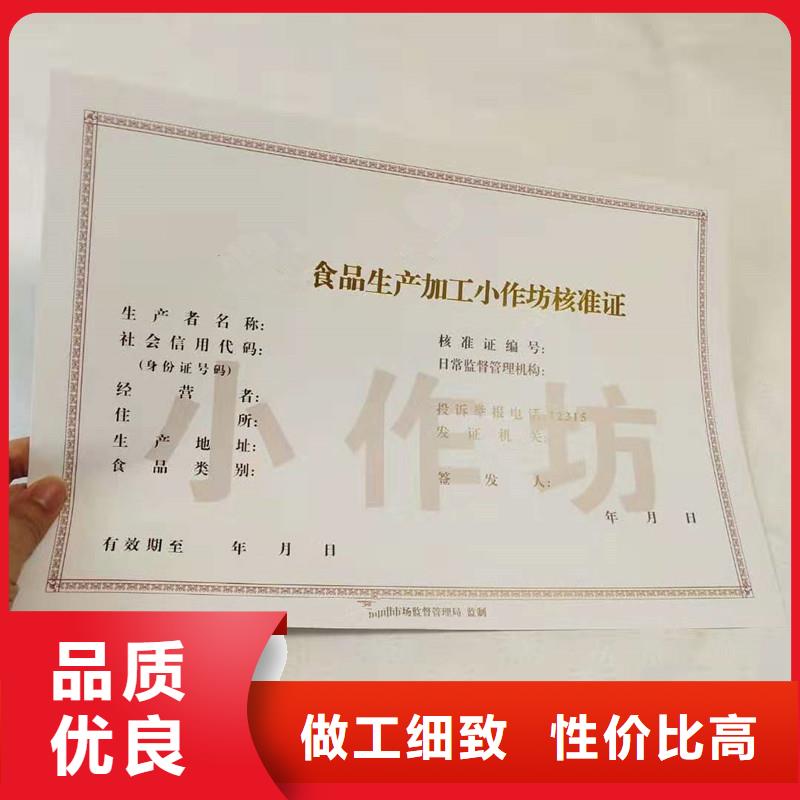 食品生产加工小作坊核准证
生产者名称:
社会信用代码:
(身份证号码)
经营者:
住所:
生产地址:
食品类别:
核准证编号:
日常监督管理机构:
投诉举报电话:12315
发证机关:
签发人:
小作坊
年 月 日
有效期至 年 月 日
市场监督管理局 监制
品质
优良
做工细致 性价比高